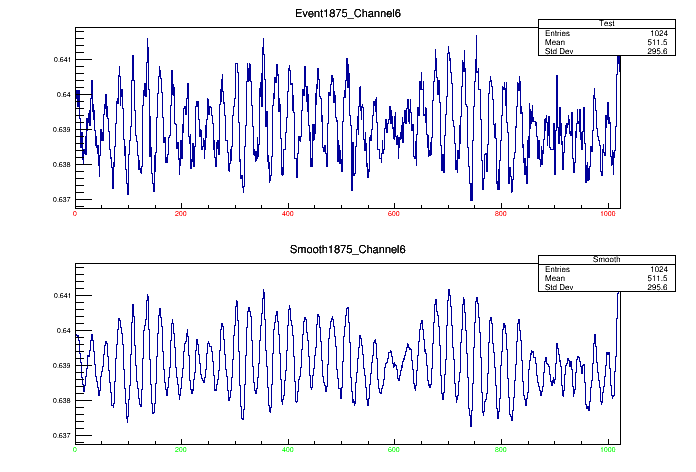 Event1875_Channel6
Test
Entries 1024
Mean 511.5
Std Dev 295.6
0.641
0.64
0.639
0.638
0.637
0 200 400 600 800 1000
Smooth1875_Channel6
Smooth
Entries 1024
Mean 511.5
Std Dev 295.6
0.641
0.64
0.639
0.638
0.637
0 200 400 600 800 1000